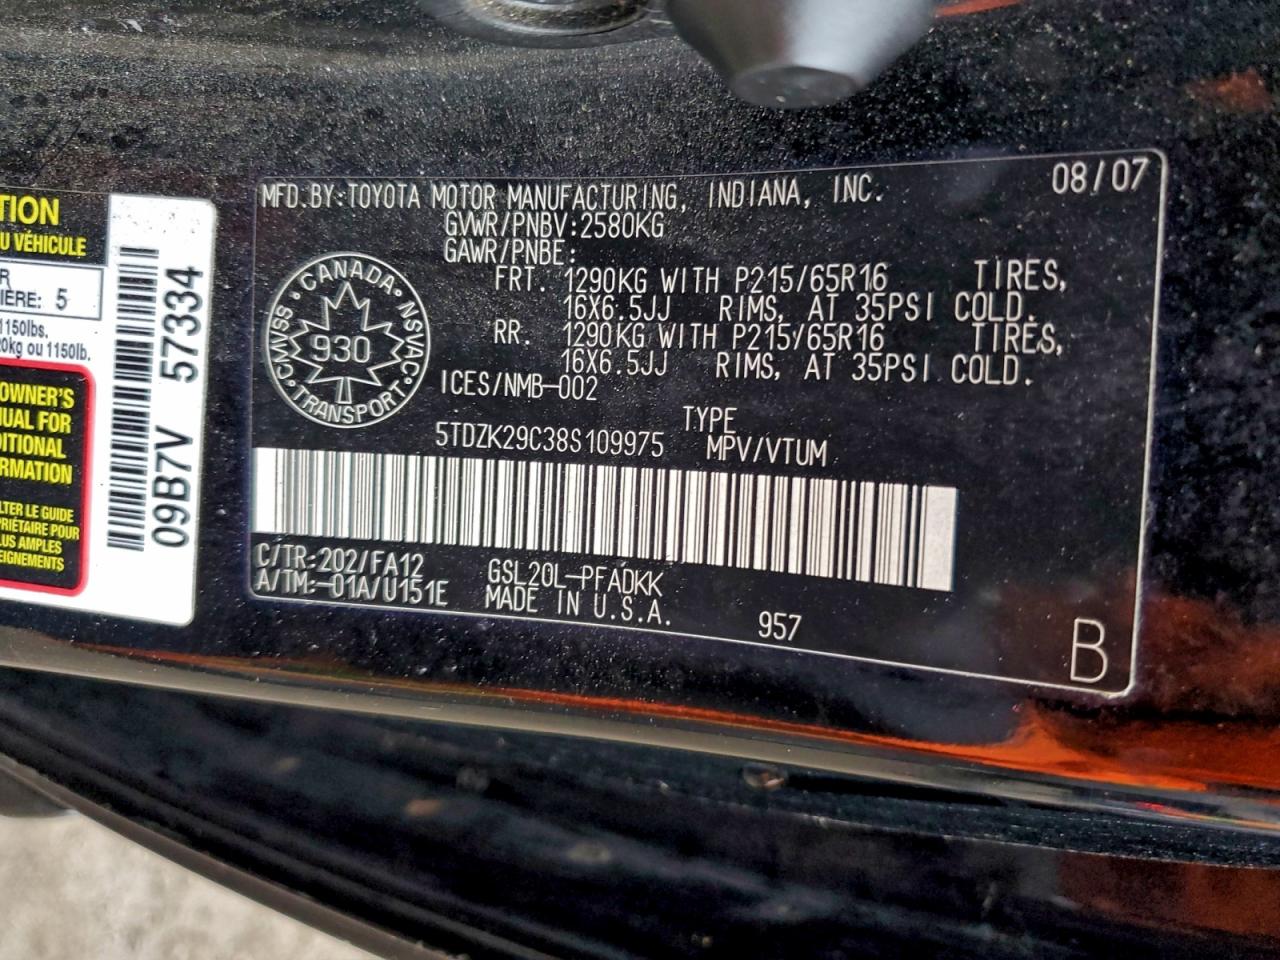 TION
U VÉHICULE
R
IÈRE: 5
1150lbs.
20kg ou 1150lb.
OWNER'S
UAL FOR
DITIONAL
RMATION
LTER LE GUIDE
PRIÉTAIRE POUR
LUS AMPLES
EIGNEMENTS
09B7V 57334
MFD.BY:TOYOTA MOTOR MANUFACTURING, INDIANA, INC. 08/07
GVWR/PNBV:2580KG
GAWR/PNBE:
FRT. 1290KG WITH P215/65R16 TIRES,
16X6.5JJ RIMS, AT 35PSI COLD.
RR. 1290KG WITH P215/65R16 TIRES,
16X6.5JJ RIMS, AT 35PSI COLD.
ICES/NMB-002
CANADA · NSVAC · TRANSPORT · CMVSS ·
930
TYPE
5TDZK29C38S109975 MPV/VTUM
C/TR:202/FA12 GSL20L-PFADKK
A/TM:-01A/U151E MADE IN U.S.A.
957
B